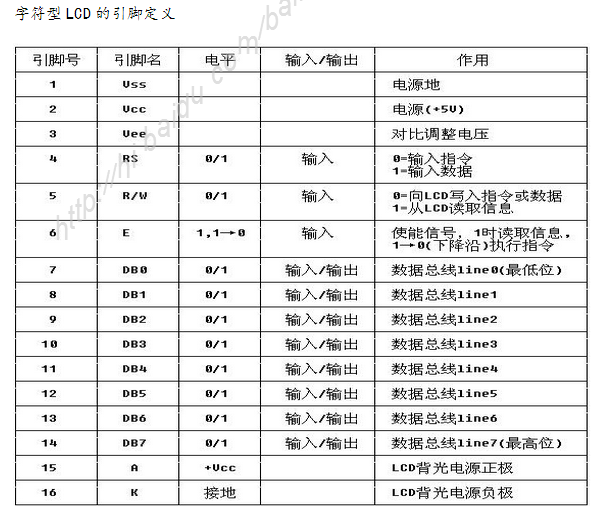 字符型LCD的引脚定义
引脚号 引脚名 电平 输入/输出 作用
1 Vss 电源地
2 Vcc 电源(+5V)
3 Vee 对比调整电压
4 RS 0/1 输入 0=输入指令
1=输入数据
5 R/W 0/1 输入 0=向LCD写入指令或数据
1=从LCD读取信息
6 E 1,1→0 输入 使能信号,1时读取信息,
1→0(下降沿)执行指令
7 DB0 0/1 输入/输出 数据总线line0(最低位)
8 DB1 0/1 输入/输出 数据总线line1
9 DB2 0/1 输入/输出 数据总线line2
10 DB3 0/1 输入/输出 数据总线line3
11 DB4 0/1 输入/输出 数据总线line4
12 DB5 0/1 输入/输出 数据总线line5
13 DB6 0/1 输入/输出 数据总线line6
14 DB7 0/1 输入/输出 数据总线line7(最高位)
15 A +Vcc LCD背光电源正极
16 K 接地 LCD背光电源负极
http://hi.baidu.com/bai